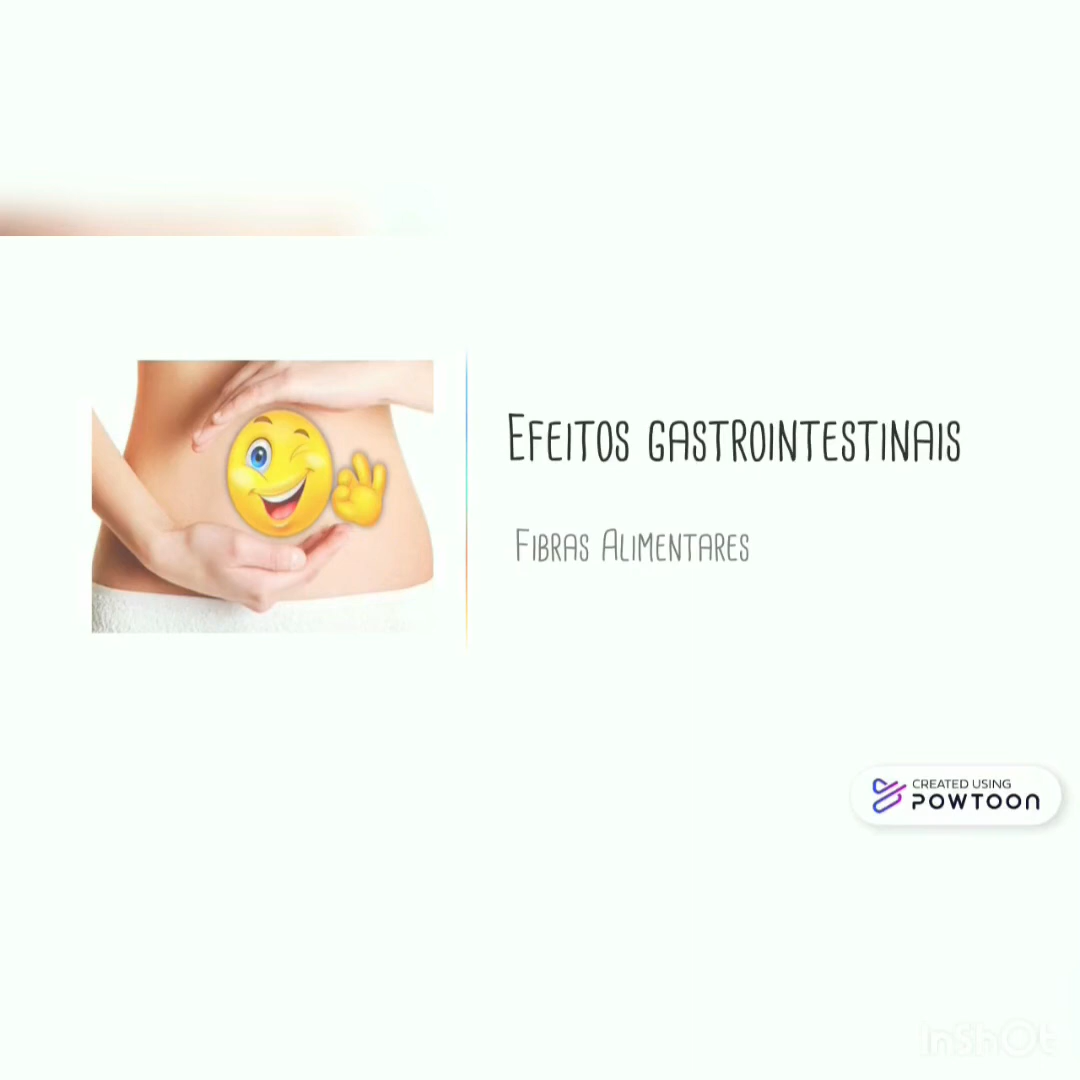 Efeitos gastrointestinais
Fibras Alimentares
CREATED USING
POWTOON
InShOt